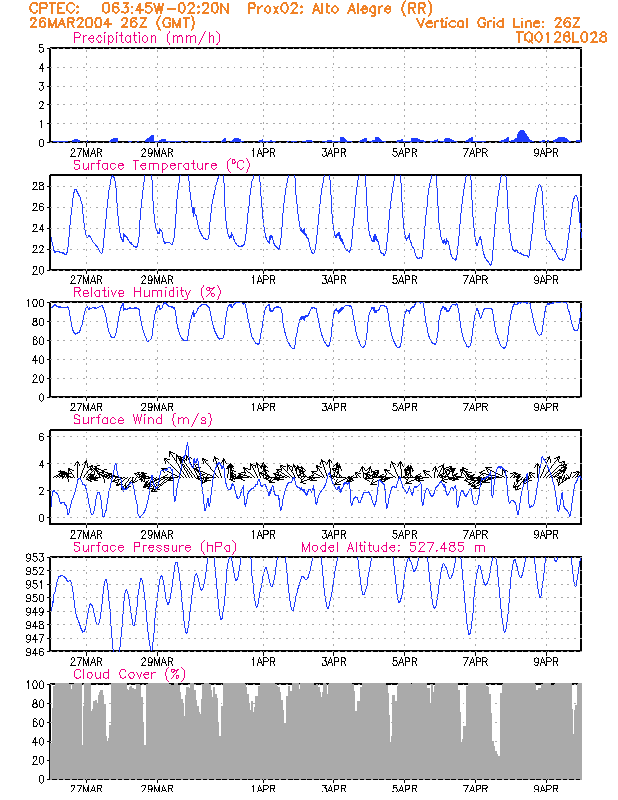 CPTEC: 063:45W-02:20N Prox02: Alto Alegre (RR)
26MAR2004 26Z (GMT) Vertical Grid Line: 26Z
Precipitation (mm/h) TQ0126L028
5
4
3
2
1
0
27MAR 29MAR 1APR 3APR 5APR 7APR 9APR
Surface Temperature (ºC)
28
26
24
22
20
27MAR 29MAR 1APR 3APR 5APR 7APR 9APR
Relative Humidity (%)
100
80
60
40
20
0
27MAR 29MAR 1APR 3APR 5APR 7APR 9APR
Surface Wind (m/s)
6
4
2
0
27MAR 29MAR 1APR 3APR 5APR 7APR 9APR
Surface Pressure (hPa) Model Altitude: 527.485 m
953
952
951
950
949
948
947
946
27MAR 29MAR 1APR 3APR 5APR 7APR 9APR
Cloud Cover (%)
100
80
60
40
20
0
27MAR 29MAR 1APR 3APR 5APR 7APR 9APR